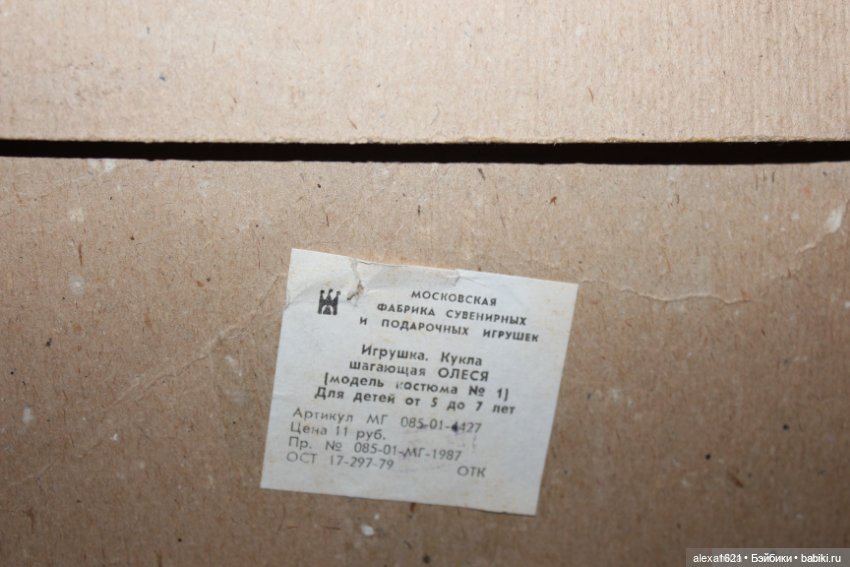 МОСКОВСКАЯ
ФАБРИКА СУВЕНИРНЫХ
И ПОДАРОЧНЫХ ИГРУШЕК
Игрушка. Кукла
шагающая ОЛЕСЯ
(модель костюма № 1)
Для детей от 5 до 7 лет
Артикул МГ 085-01-4427
Цена 11 руб.
Пр. № 085-01-МГ-1987
ОСТ 17-297-79 ОТК
alexa1621 • Бэйбики • babiki.ru